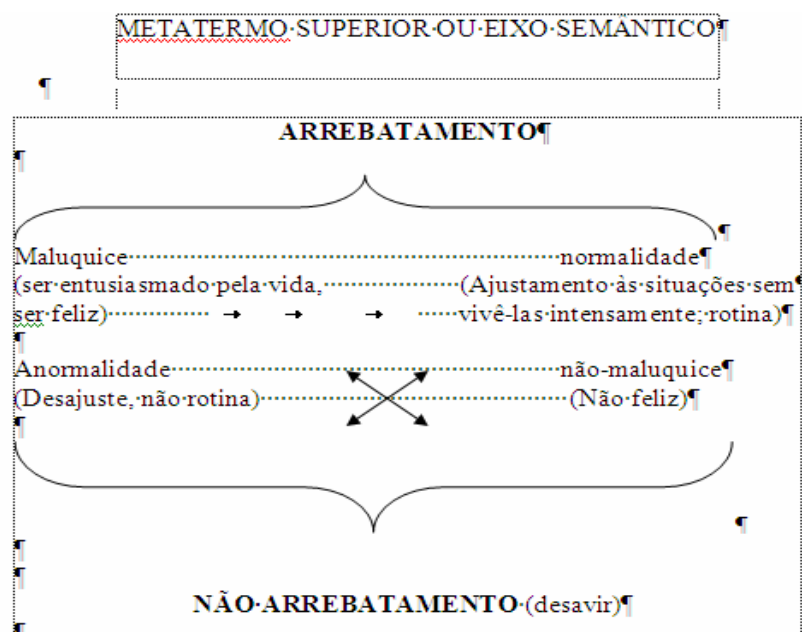 METATERMO SUPERIOR OU EIXO SEMÂNTICO
ARREBATAMENTO
Maluquice normalidade
(ser entusiasmado pela vida, (Ajustamento às situações sem
ser feliz) vivê-las intensamente; rotina)
Anormalidade não-maluquice
(Desajuste, não rotina) (Não feliz)
NÃO ARREBATAMENTO (desavir)